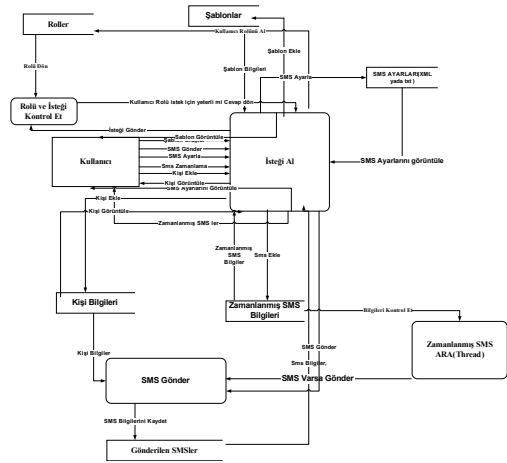 Şablonlar
Roller
Kullanıcı Rolünü Al
Şablon Ekle
Rolü Dön
Şablon Bilgileri
SMS Ayarla
SMS AYARLARI(XML
yada txt )
Rolü ve İsteği
Kontrol Et
Kullanıcı Rolü istek için yeterli mi Cevap dön
İsteği Gönder
Şablon Görüntüle
Kullanıcı
SMS Gönder
SMS Ayarla
Sms Zamanlama
Kişi Ekle
Kişi Görüntüle
SMS Ayarlarını Görüntüle
İsteği Al
SMS Ayarlarını görüntüle
Kişi Ekle
Kişi Görüntüle
Zamanlanmış SMS ler
Zamanlanmış
SMS
Bilgiler
Sms Ekle
Kişi Bilgileri
Zamanlanmış SMS
Bilgileri
Bilgileri Kontrol Et
Zamanlanmış SMS
ARA(Thread)
Kişi Bilgiler
SMS Gönder
Sms Bilgiler,
SMS Gönder
SMS Varsa Gönder
SMS Bilgilerini Kaydet
Gönderilen SMSler